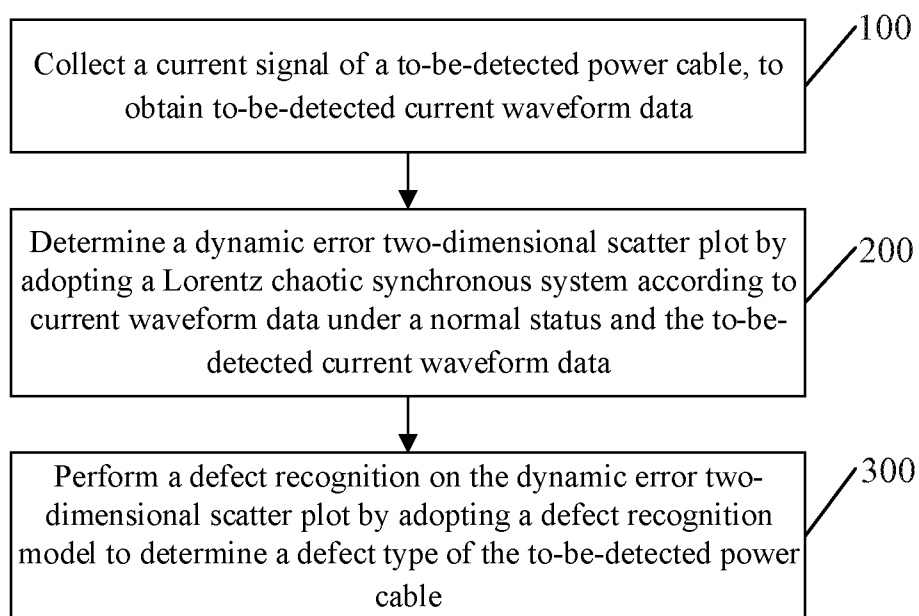 100
Collect a current signal of a to-be-detected power cable, to
obtain to-be-detected current waveform data
200
Determine a dynamic error two-dimensional scatter plot by
adopting a Lorentz chaotic synchronous system according to
current waveform data under a normal status and the to-be-
detected current waveform data
300
Perform a defect recognition on the dynamic error two-
dimensional scatter plot by adopting a defect recognition
model to determine a defect type of the to-be-detected power
cable